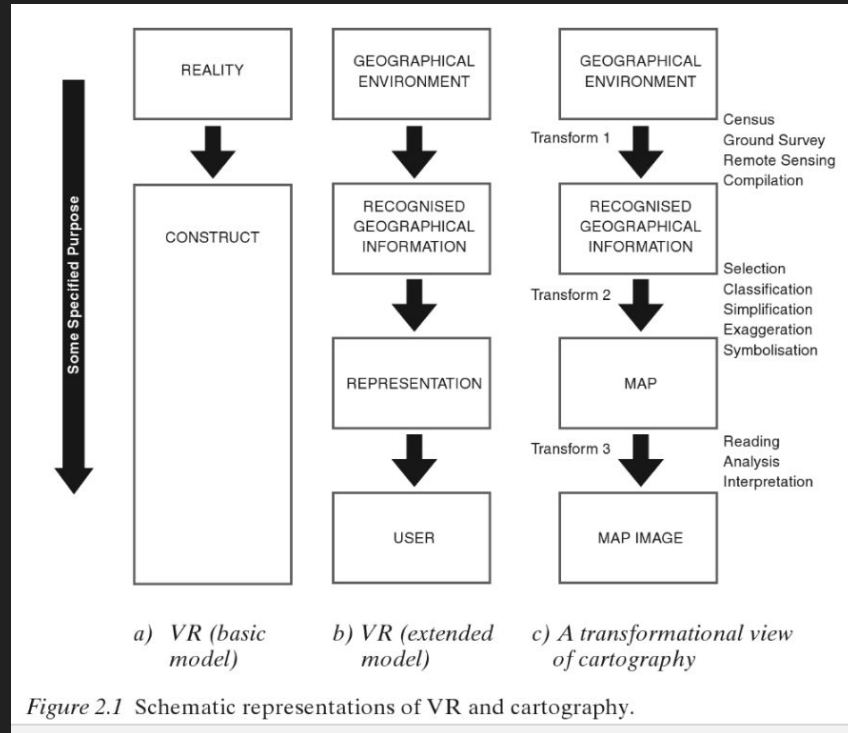 Some Specified Purpose
REALITY
CONSTRUCT
a) VR (basic
model)
GEOGRAPHICAL
ENVIRONMENT
RECOGNISED
GEOGRAPHICAL
INFORMATION
REPRESENTATION
USER
b) VR (extended
model)
GEOGRAPHICAL
ENVIRONMENT
Transform 1
Census
Ground Survey
Remote Sensing
Compilation
RECOGNISED
GEOGRAPHICAL
INFORMATION
Transform 2
Selection
Classification
Simplification
Exaggeration
Symbolisation
MAP
Transform 3
Reading
Analysis
Interpretation
MAP IMAGE
c) A transformational view
of cartography
Figure 2.1 Schematic representations of VR and cartography.